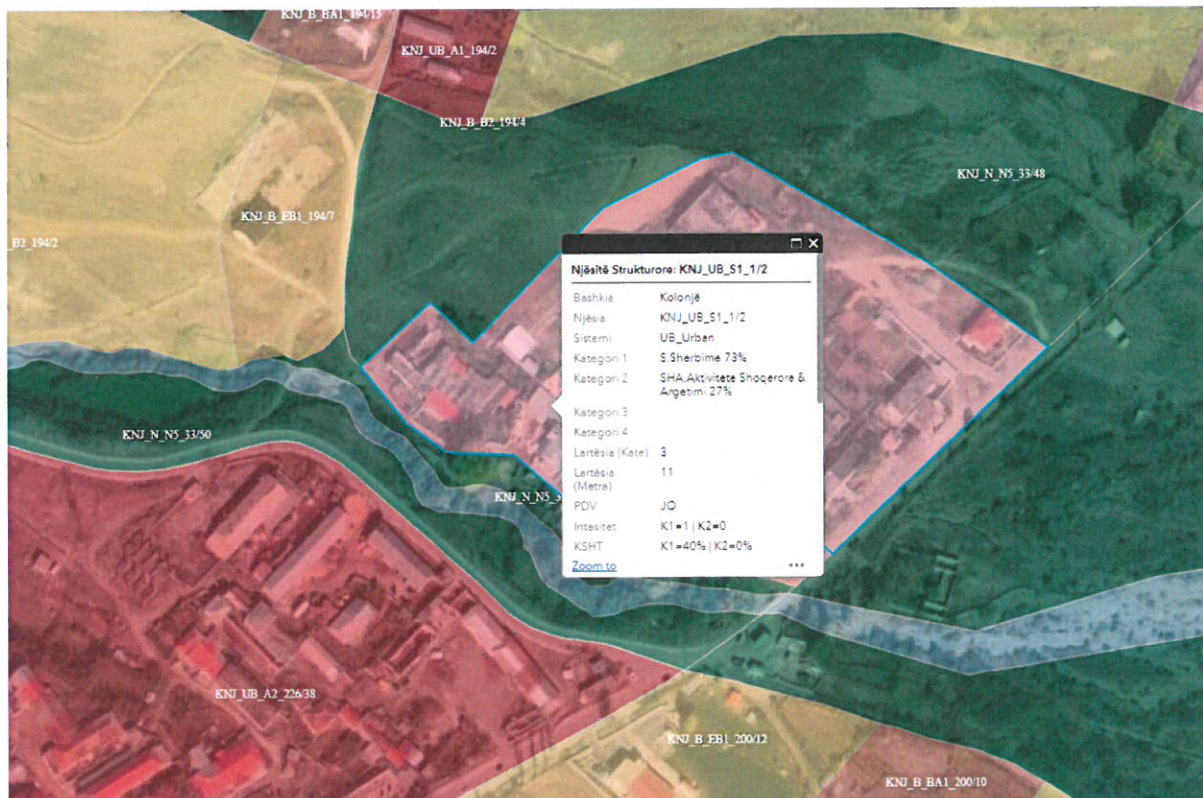 KNJ_B_BA1_194/15
KNJ_UB_A1_194/2
KNJ_B_B2_194/4
KNJ_N_N5_33/48
KNJ_B_EB1_194/7
_B2_194/2
Njësitë Strukturore: KNJ_UB_S1_1/2
Bashkia Kolonjë
Njësia KNJ_UB_S1_1/2
Sistemi UB_Urban
Kategori 1 S.Sherbime 73%
Kategori 2 SHA.Aktivitete Shoqerore &
Argetimi 27%
Kategori 3
Kategori 4
Lartësia (Kate) 3
Lartësia 11
(Metra)
PDV JO
Intesitet K1=1 | K2=0
KSHT K1=40% | K2=0%
Zoom to
KNJ_N_N5_33/50
KNJ_N_N5_3
KNJ_UB_A2_226/38
KNJ_B_EB1_200/12
KNJ_B_BA1_200/10